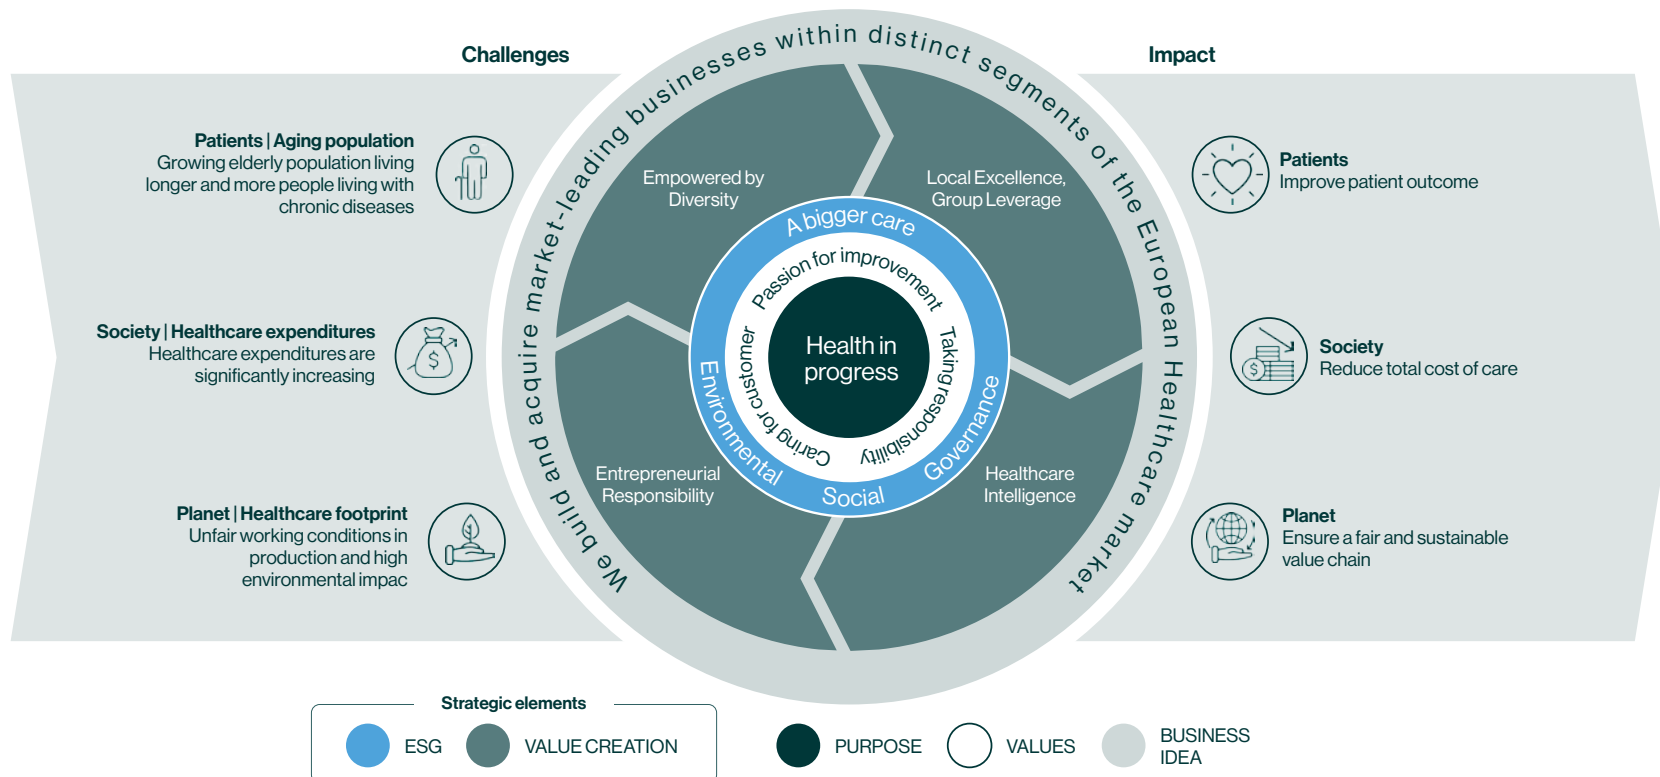 Challenges
Patients | Aging population
Growing elderly population living
longer and more people living with
chronic diseases
Society | Healthcare expenditures
Healthcare expenditures are
significantly increasing
$
Planet | Healthcare footprint
Unfair working conditions in
production and high
environmental impac
We build and acquire market-leading businesses within distinct segments of the European Healthcare market
Empowered by
Diversity
Local Excellence,
Group Leverage
Entrepreneurial
Responsibility
Healthcare
Intelligence
A bigger care
Environmental
Social
Governance
Passion for improvement
Taking responsibility
Caring for customer
Health in
progress
Impact
Patients
Improve patient outcome
$
Society
Reduce total cost of care
Planet
Ensure a fair and sustainable
value chain
Strategic elements
ESG
VALUE CREATION
PURPOSE
VALUES
BUSINESS
IDEA